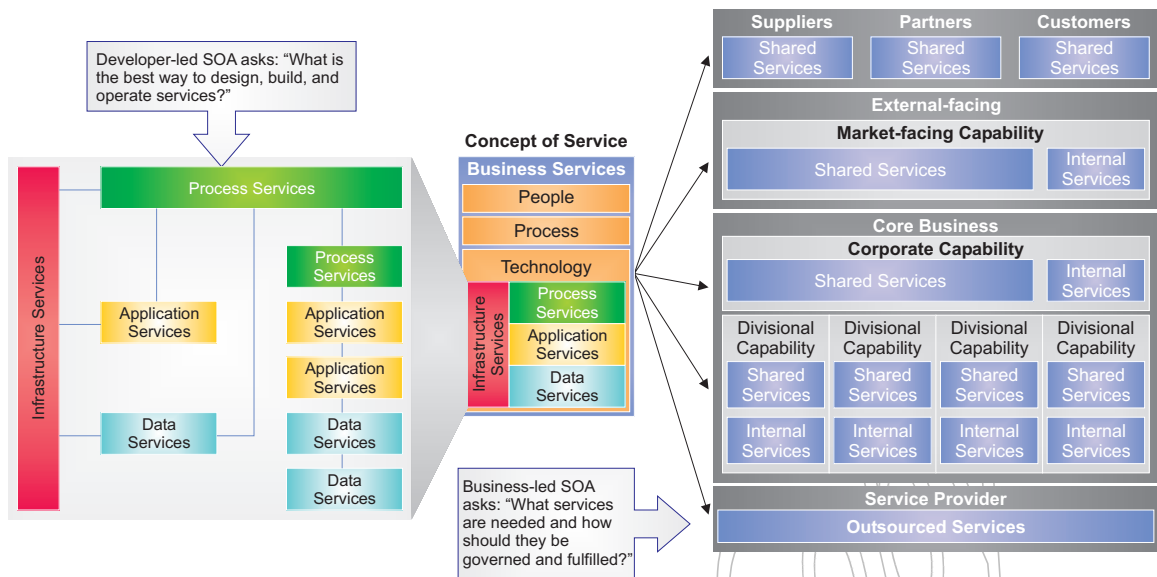 Developer-led SOA asks: “What is
the best way to design, build, and
operate services?”
Infrastructure Services
Process Services
Process
Services
Application
Services
Application
Services
Application
Services
Data
Services
Data
Services
Data
Services
Concept of Service
Business Services
People
Process
Technology
Infrastructure
Services
Process
Services
Application
Services
Data
Services
Business-led SOA
asks: “What services
are needed and how
should they be
governed and fulfilled?”
Suppliers
Partners
Customers
Shared
Services
Shared
Services
Shared
Services
External-facing
Market-facing Capability
Shared Services
Internal
Services
Core Business
Corporate Capability
Shared Services
Internal
Services
Divisional
Capability
Divisional
Capability
Divisional
Capability
Divisional
Capability
Shared
Services
Shared
Services
Shared
Services
Shared
Services
Internal
Services
Internal
Services
Internal
Services
Internal
Services
Service Provider
Outsourced Services